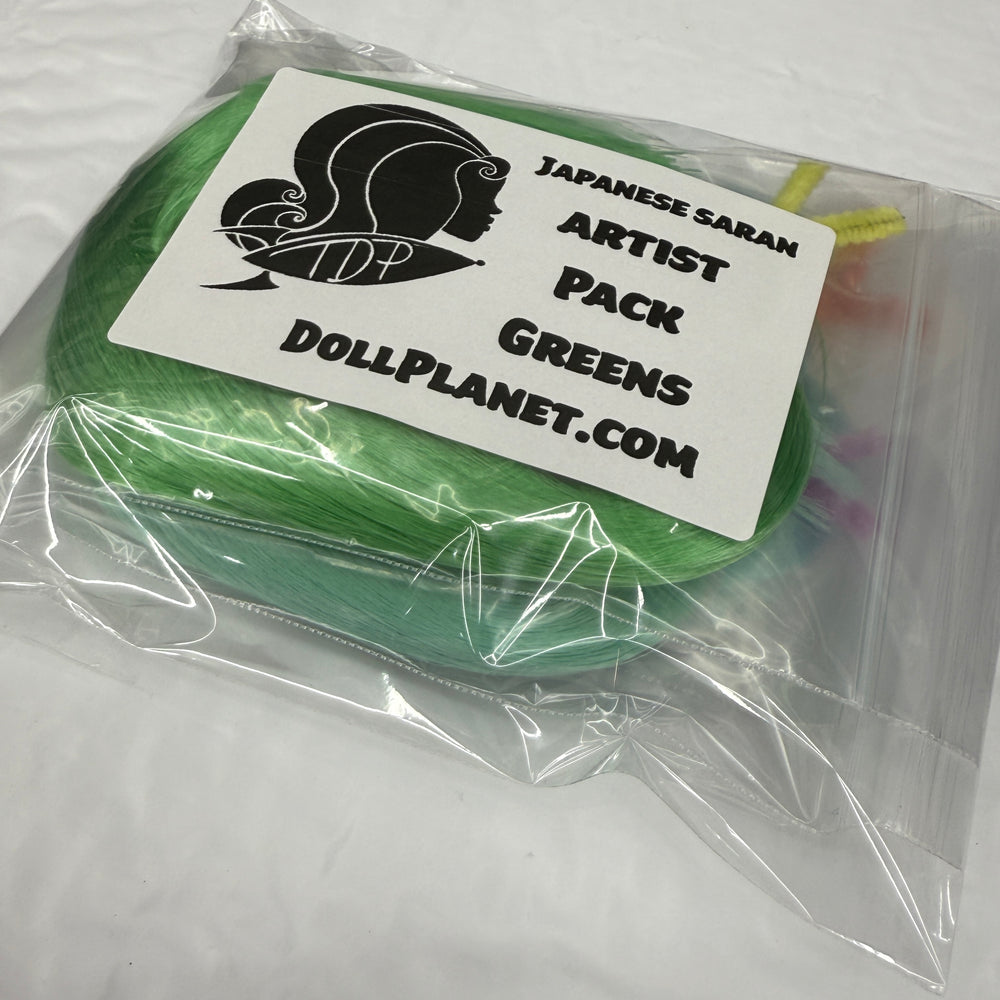 TDP
JAPANESE SARAN
ARTIST
PACK
GREENS
DOLLPLANET.COM